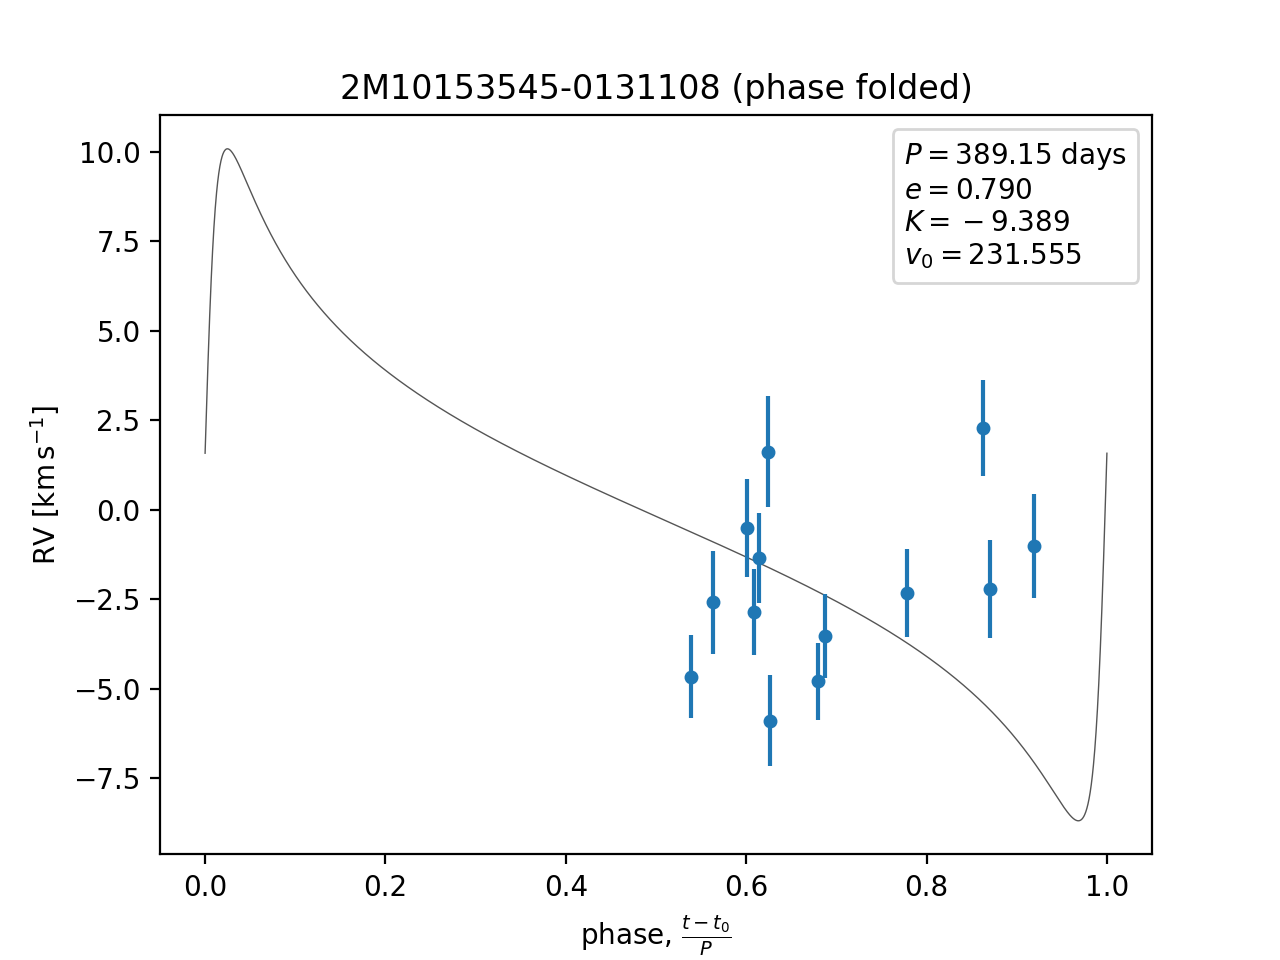 2M10153545-0131108 (phase folded)
P = 389.15 days
e = 0.790
K = −9.389
v₀ = 231.555
10.0
7.5
5.0
2.5
0.0
−2.5
−5.0
−7.5
RV [km s⁻¹]
0.0 0.2 0.4 0.6 0.8 1.0
phase, (t − t₀)/P